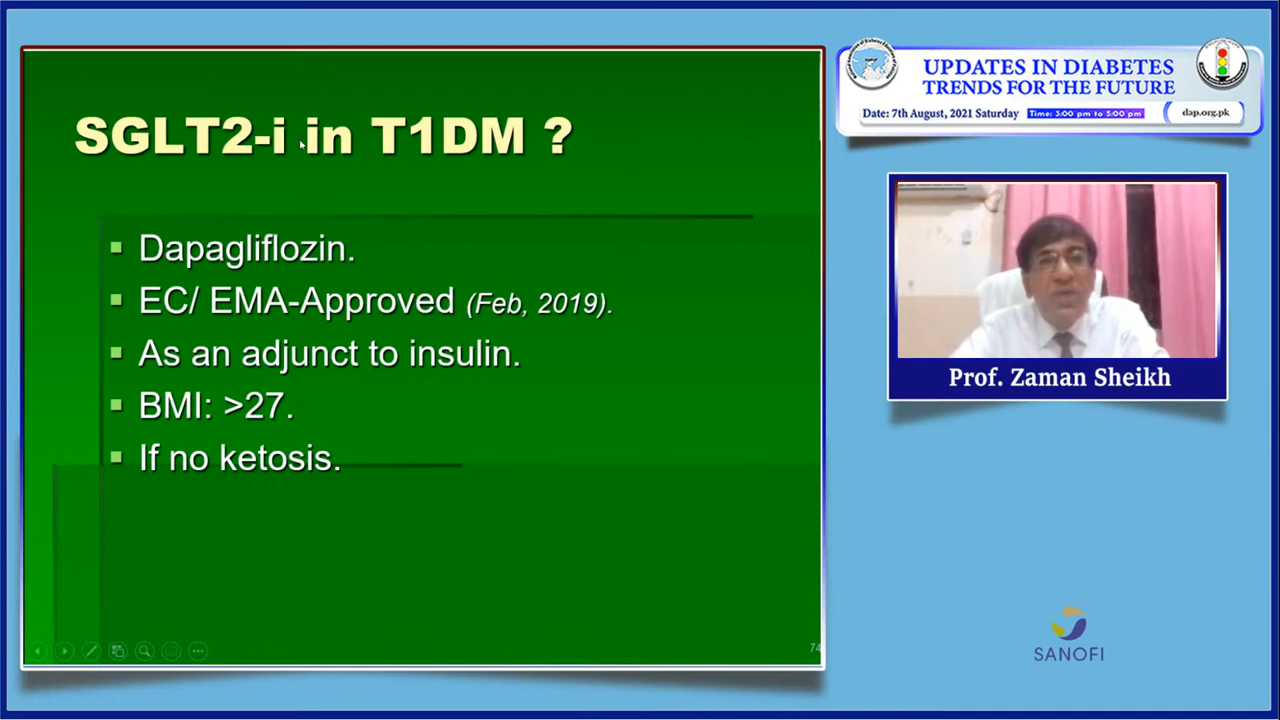 SGLT2-i in T1DM ?
Dapagliflozin.
EC/ EMA-Approved (Feb, 2019).
As an adjunct to insulin.
BMI: >27.
If no ketosis.
74
UPDATES IN DIABETES
TRENDS FOR THE FUTURE
Date: 7th August, 2021 Saturday Time: 3:00 pm to 5:00 pm dap.org.pk
Prof. Zaman Sheikh
SANOFI